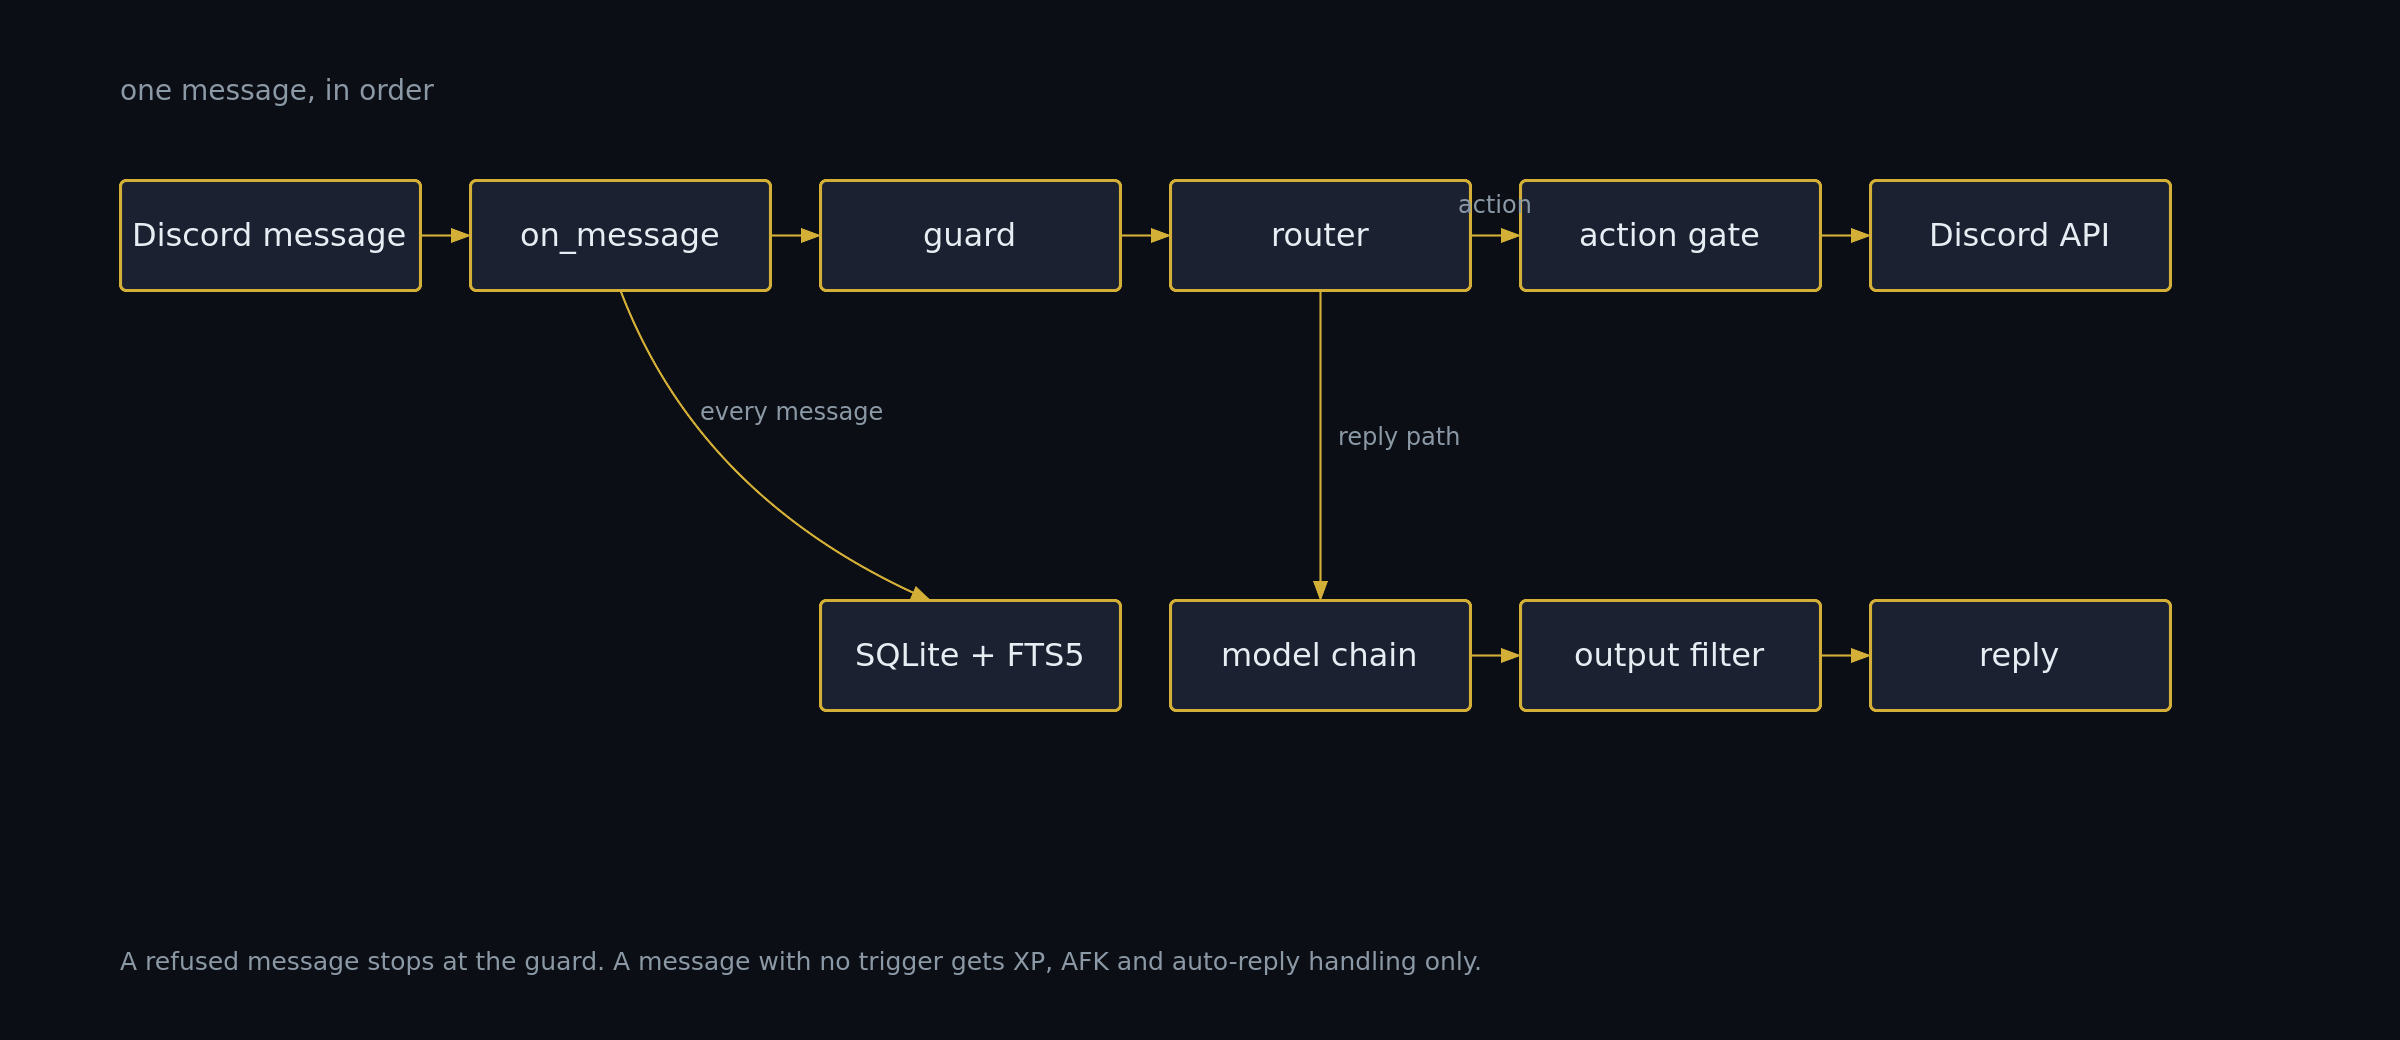 one message, in order
Discord message
on_message
guard
router
action
action gate
Discord API
every message
reply path
SQLite + FTS5
model chain
output filter
reply
A refused message stops at the guard. A message with no trigger gets XP, AFK and auto-reply handling only.